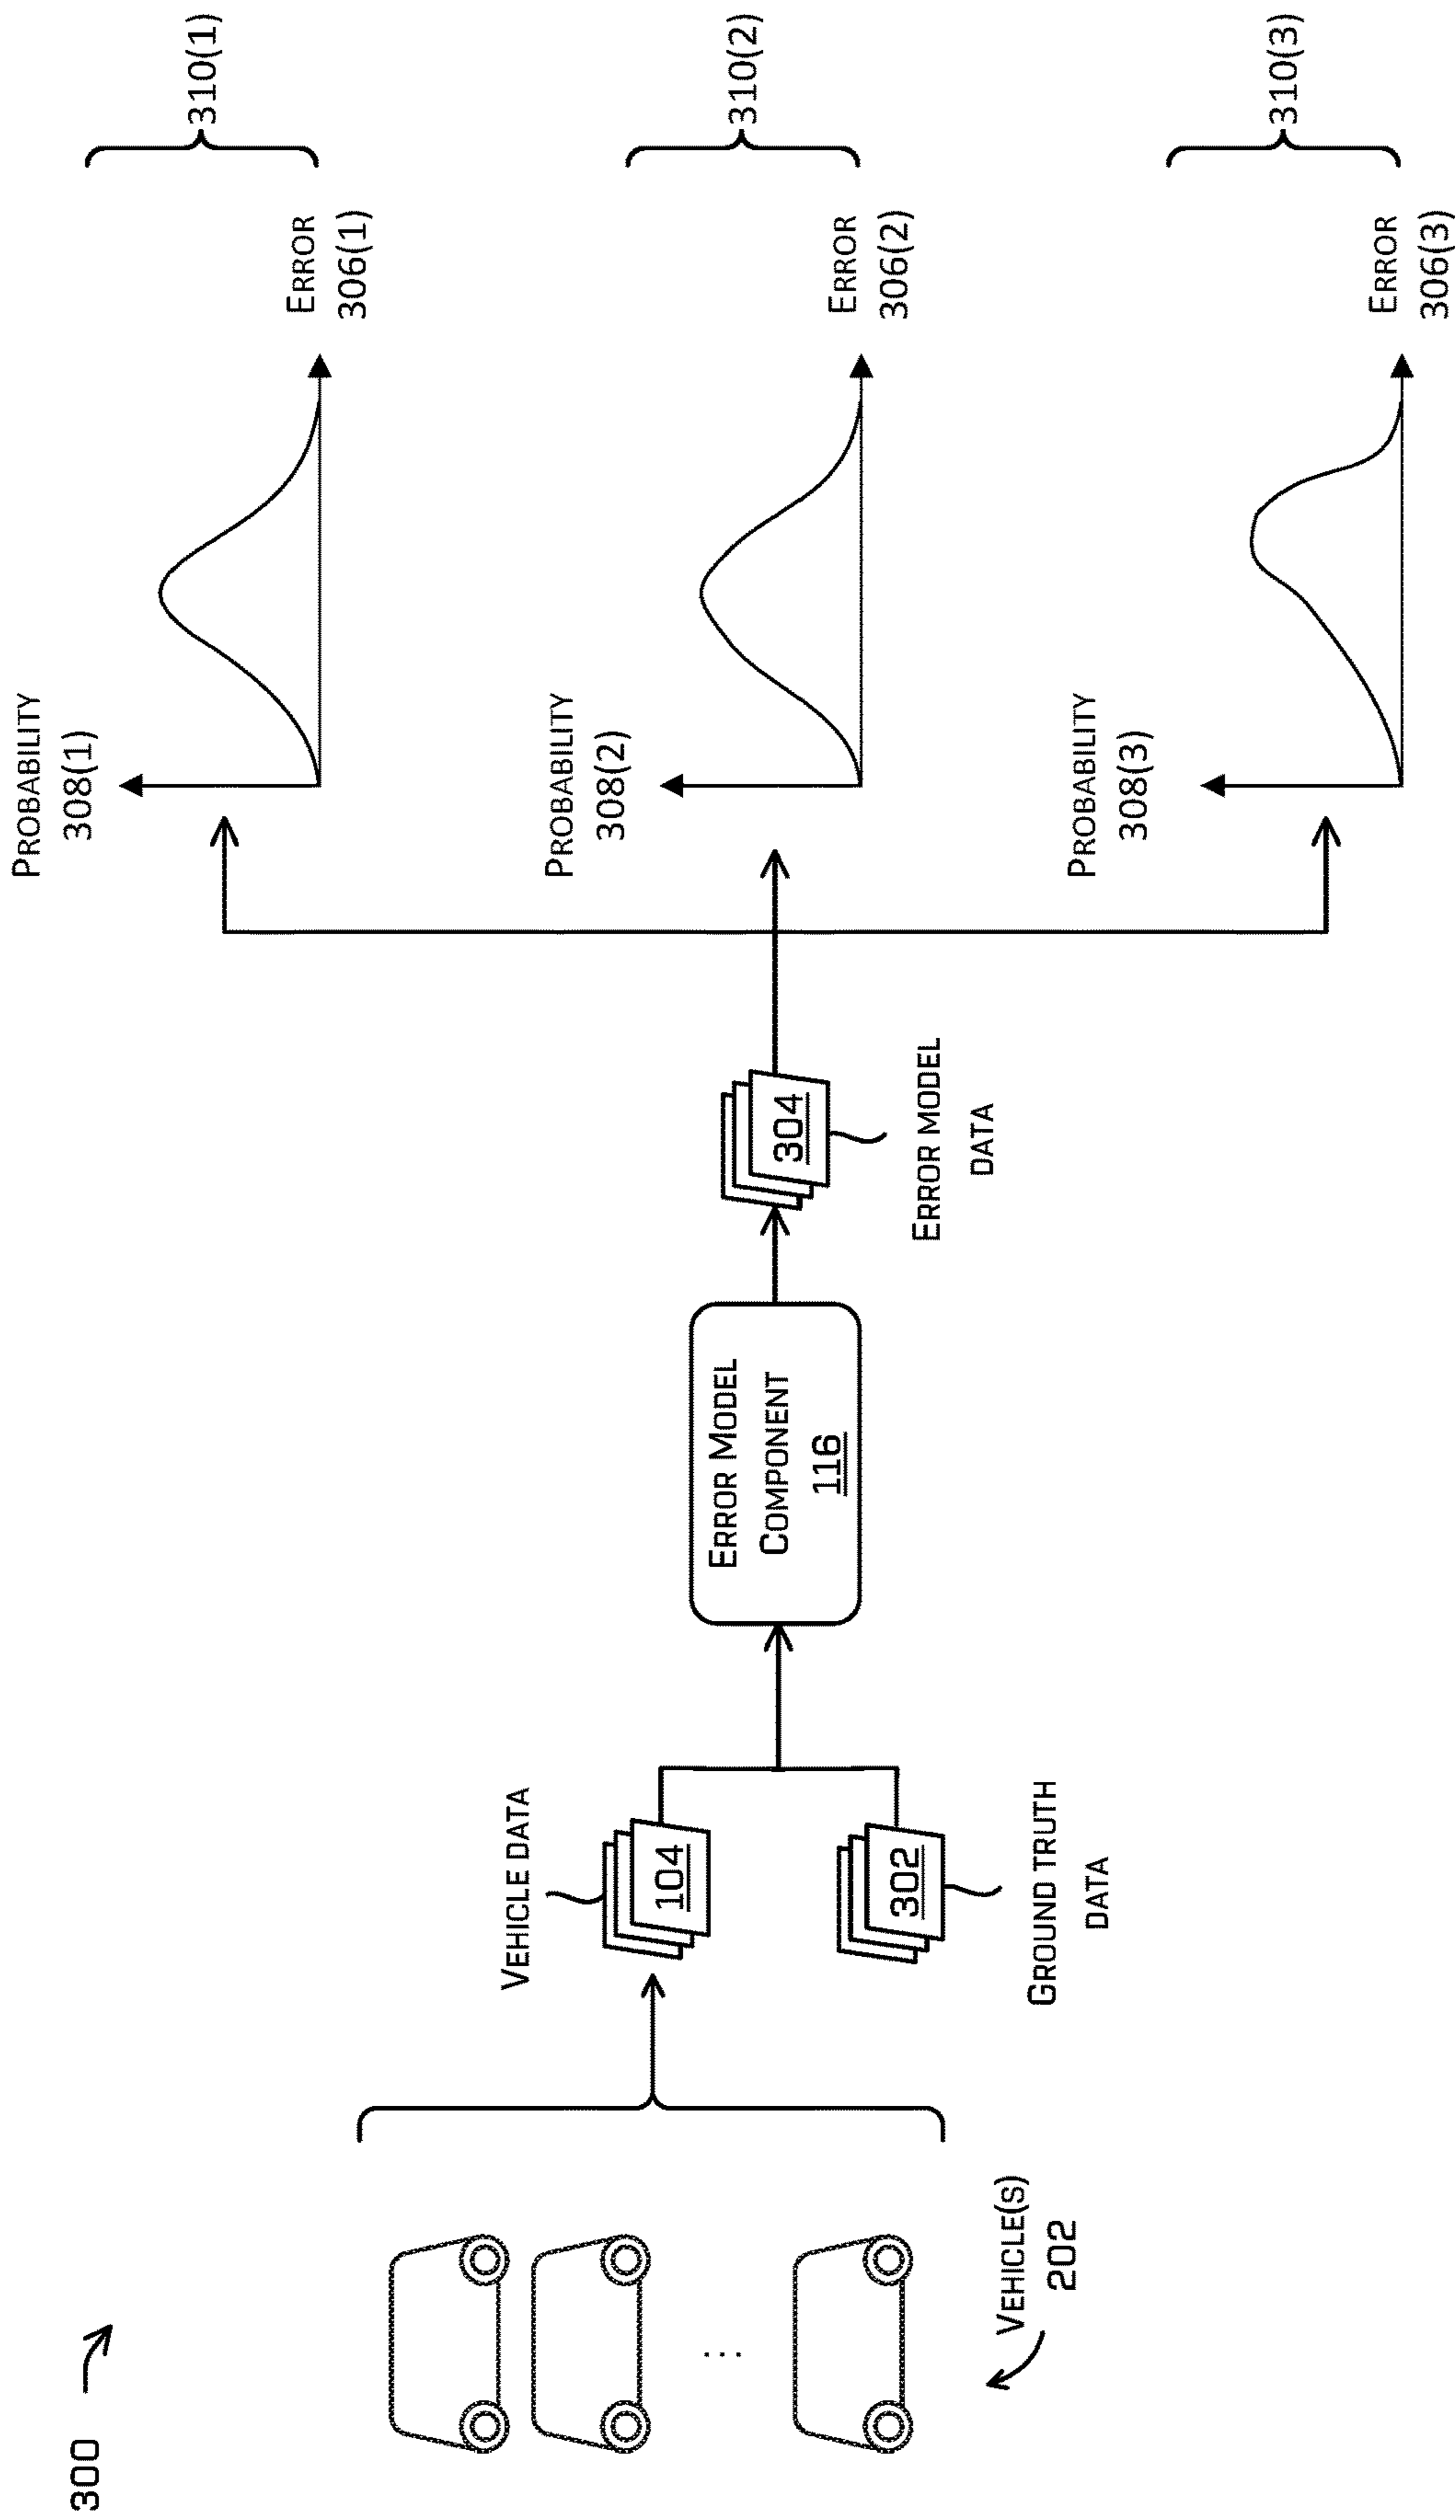 300
VEHICLE(S)
202
VEHICLE DATA
104
302
GROUND TRUTH
DATA
ERROR MODEL
COMPONENT
116
304
ERROR MODEL
DATA
PROBABILITY
308(1)
ERROR
306(1)
310(1)
PROBABILITY
308(2)
ERROR
306(2)
310(2)
PROBABILITY
308(3)
ERROR
306(3)
310(3)